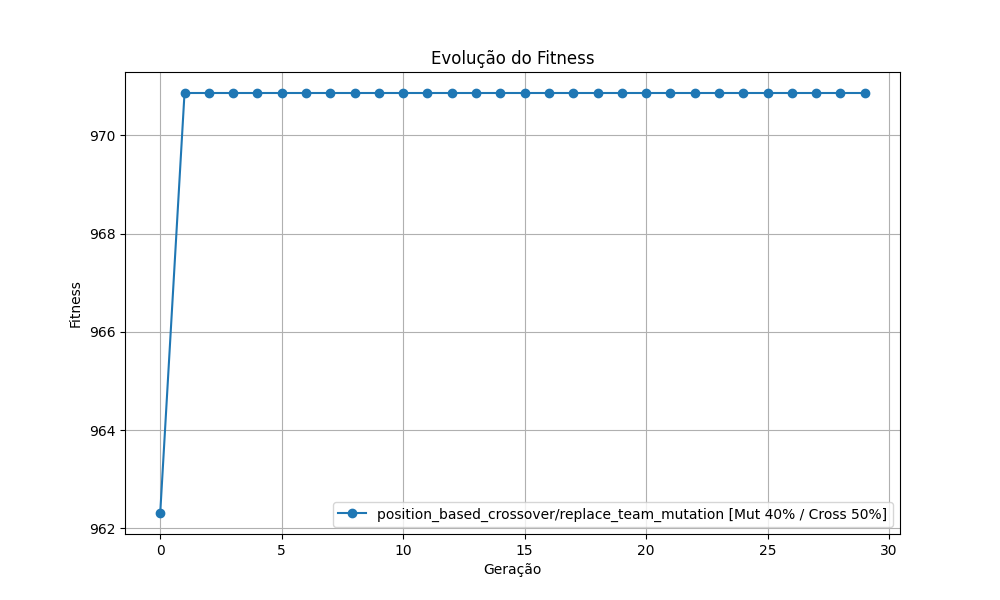 Evolução do Fitness
Fitness
970
968
966
964
962
0 5 10 15 20 25 30
Geração
position_based_crossover/replace_team_mutation [Mut 40% / Cross 50%]